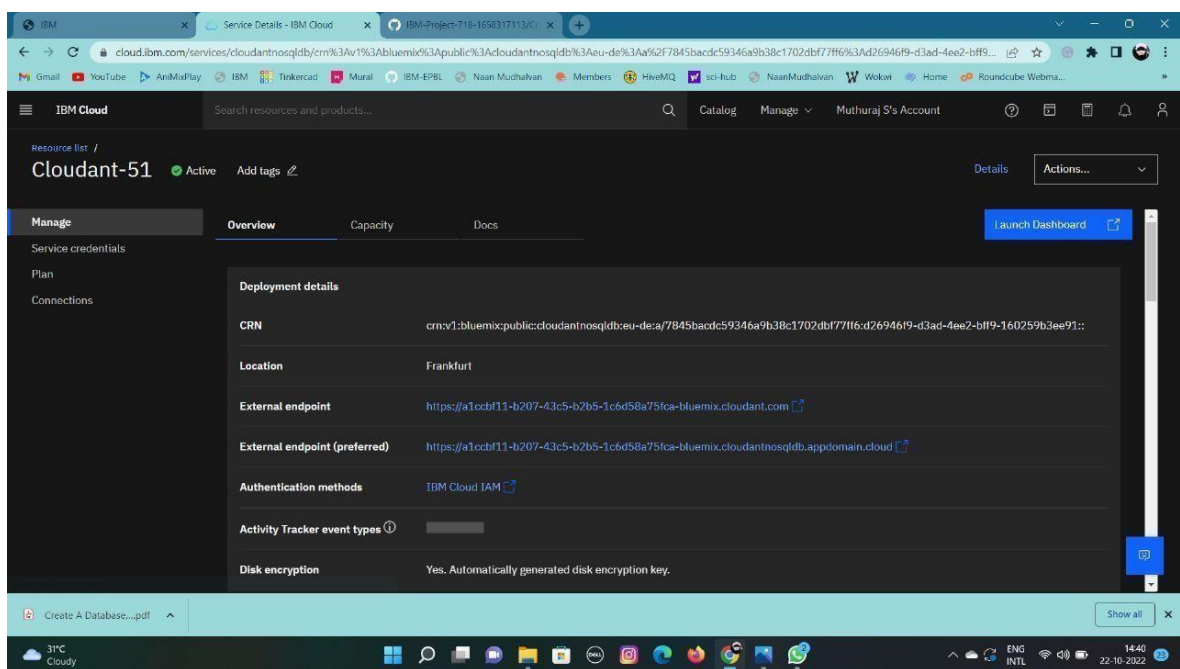 IBM
Service Details - IBM Cloud
IBM-Project-718-1658317113/Cr
cloud.ibm.com/services/cloudantnosqldb/crn%3Av1%3Abluemix%3Apublic%3Acloudantnosqldb%3Aeu-de%3Aa%2F7845bacdc59346a9b38c1702dbf77ff6%3Ad26946f9-d3ad-4ee2-bff9...
Gmail YouTube AniMixPlay IBM Tinkercad Mural IBM-EPBL Naan Mudhalvan Members HiveMQ sci-hub NaanMudhalvan Wokwi Home Roundcube Webma...
IBM Cloud Search resources and products... Catalog Manage Muthuraj S's Account
Resource list /
Cloudant-51 Active Add tags Details Actions...
Manage
Service credentials
Plan
Connections
Overview Capacity Docs Launch Dashboard
Deployment details
CRN crn:v1:bluemix:public:cloudantnosqldb:eu-de:a/7845bacdc59346a9b38c1702dbf77ff6:d26946f9-d3ad-4ee2-bff9-160259b3ee91::
Location Frankfurt
External endpoint https://a1ccbf11-b207-43c5-b2b5-1c6d58a75fca-bluemix.cloudant.com
External endpoint (preferred) https://a1ccbf11-b207-43c5-b2b5-1c6d58a75fca-bluemix.cloudantnosqldb.appdomain.cloud
Authentication methods IBM Cloud IAM
Activity Tracker event types
Disk encryption Yes. Automatically generated disk encryption key.
Create A Database....pdf Show all
31°C
Cloudy
DELL
ENG
INTL
14:40
22-10-2022
23